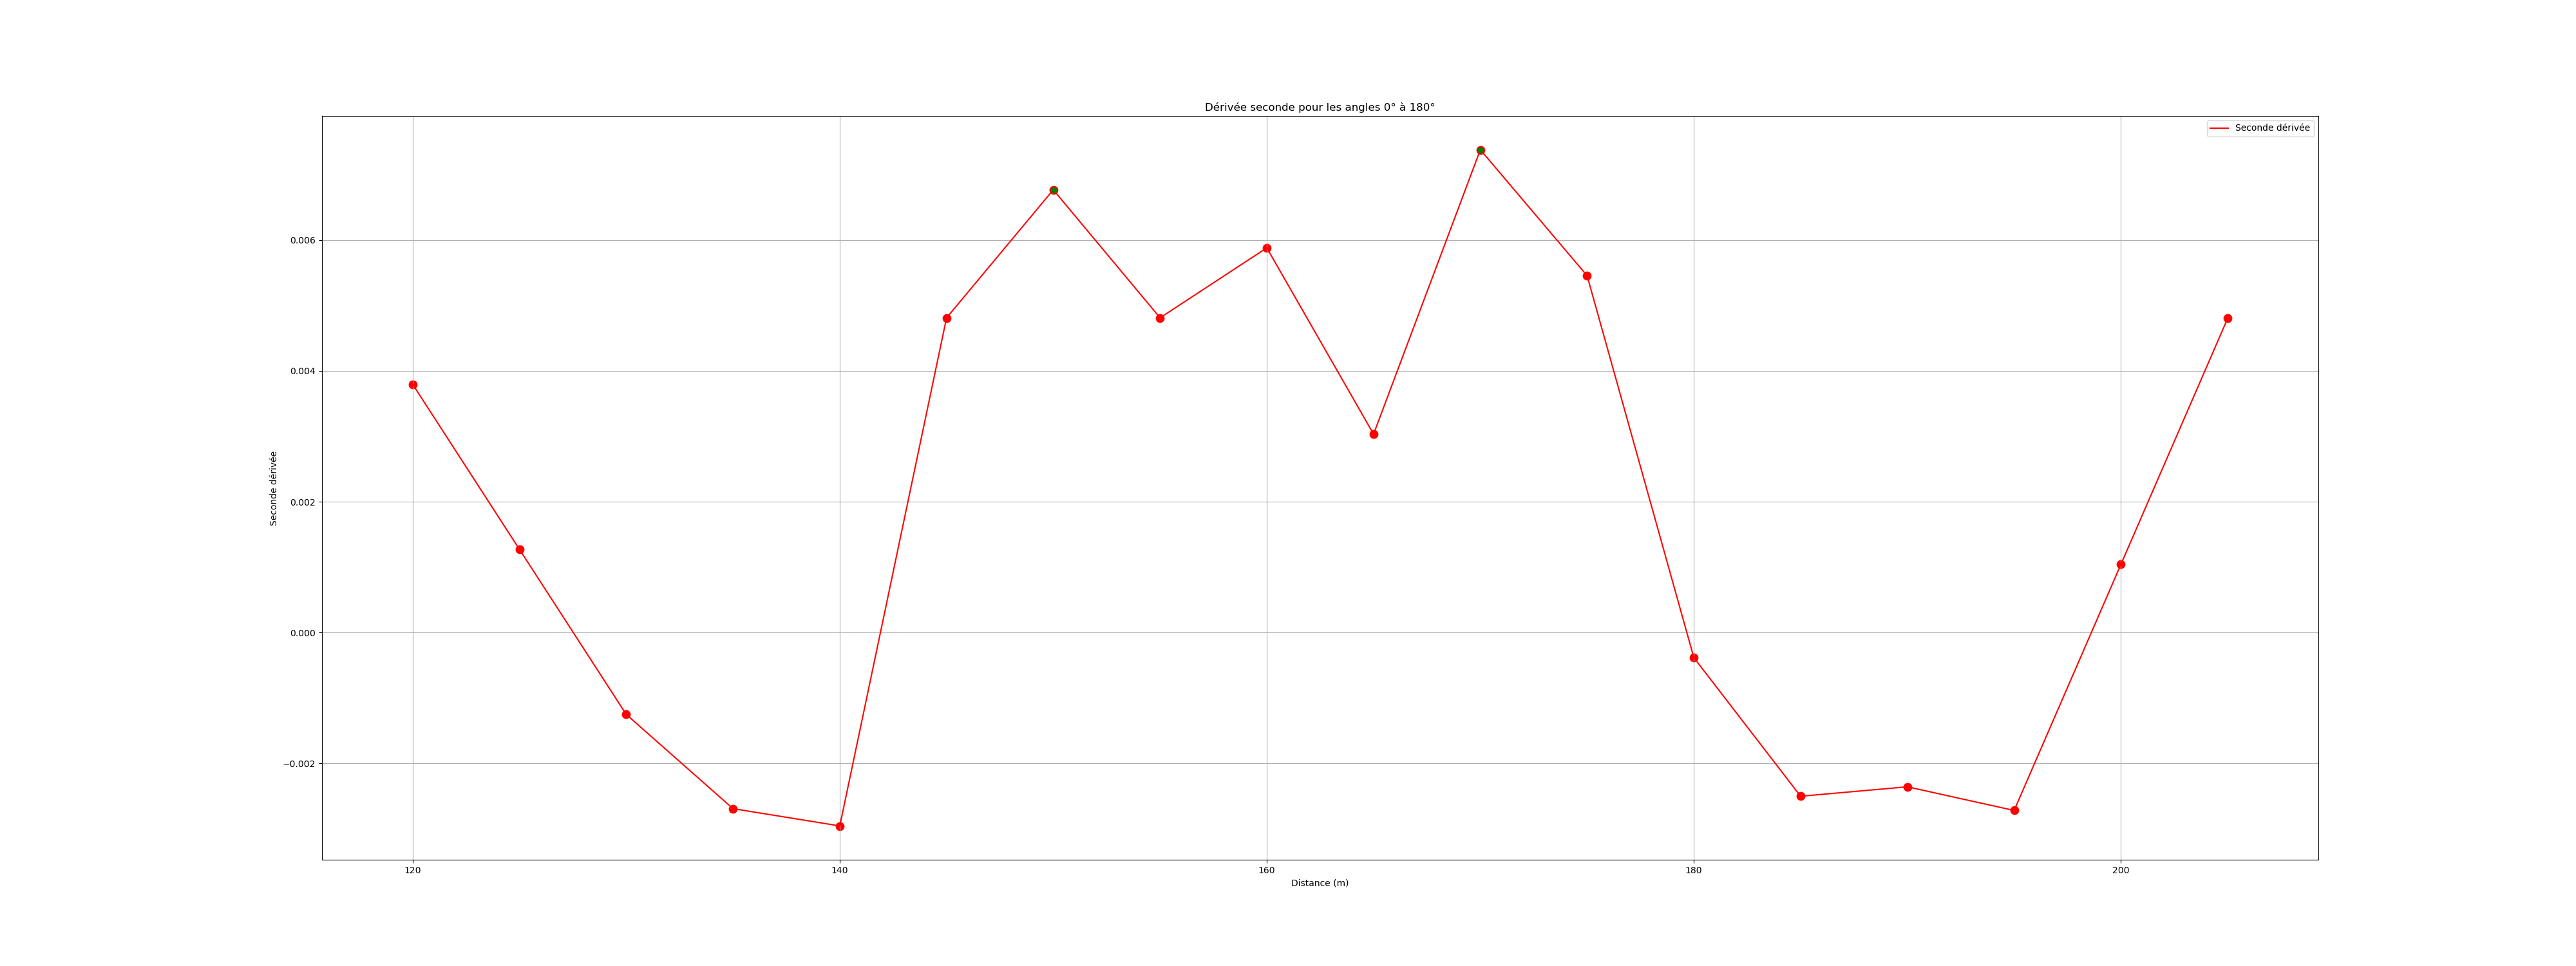 Dérivée seconde pour les angles 0° à 180°
Seconde dérivée
0.006
0.004
0.002
0.000
−0.002
Seconde dérivée
120
140
160
180
200
Distance (m)